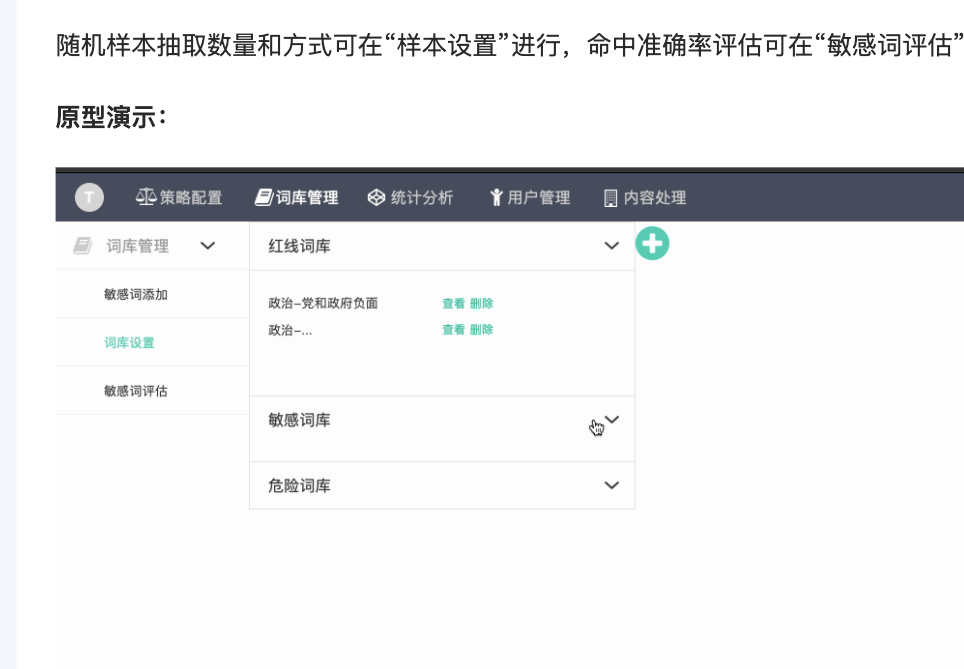 随机样本抽取数量和方式可在“样本设置”进行，命中准确率评估可在“敏感词评估”
原型演示：
T 策略配置 词库管理 统计分析 用户管理 内容处理
词库管理
敏感词添加
词库设置
敏感词评估
红线词库
政治–党和政府负面 查看 删除
政治–... 查看 删除
敏感词库
危险词库